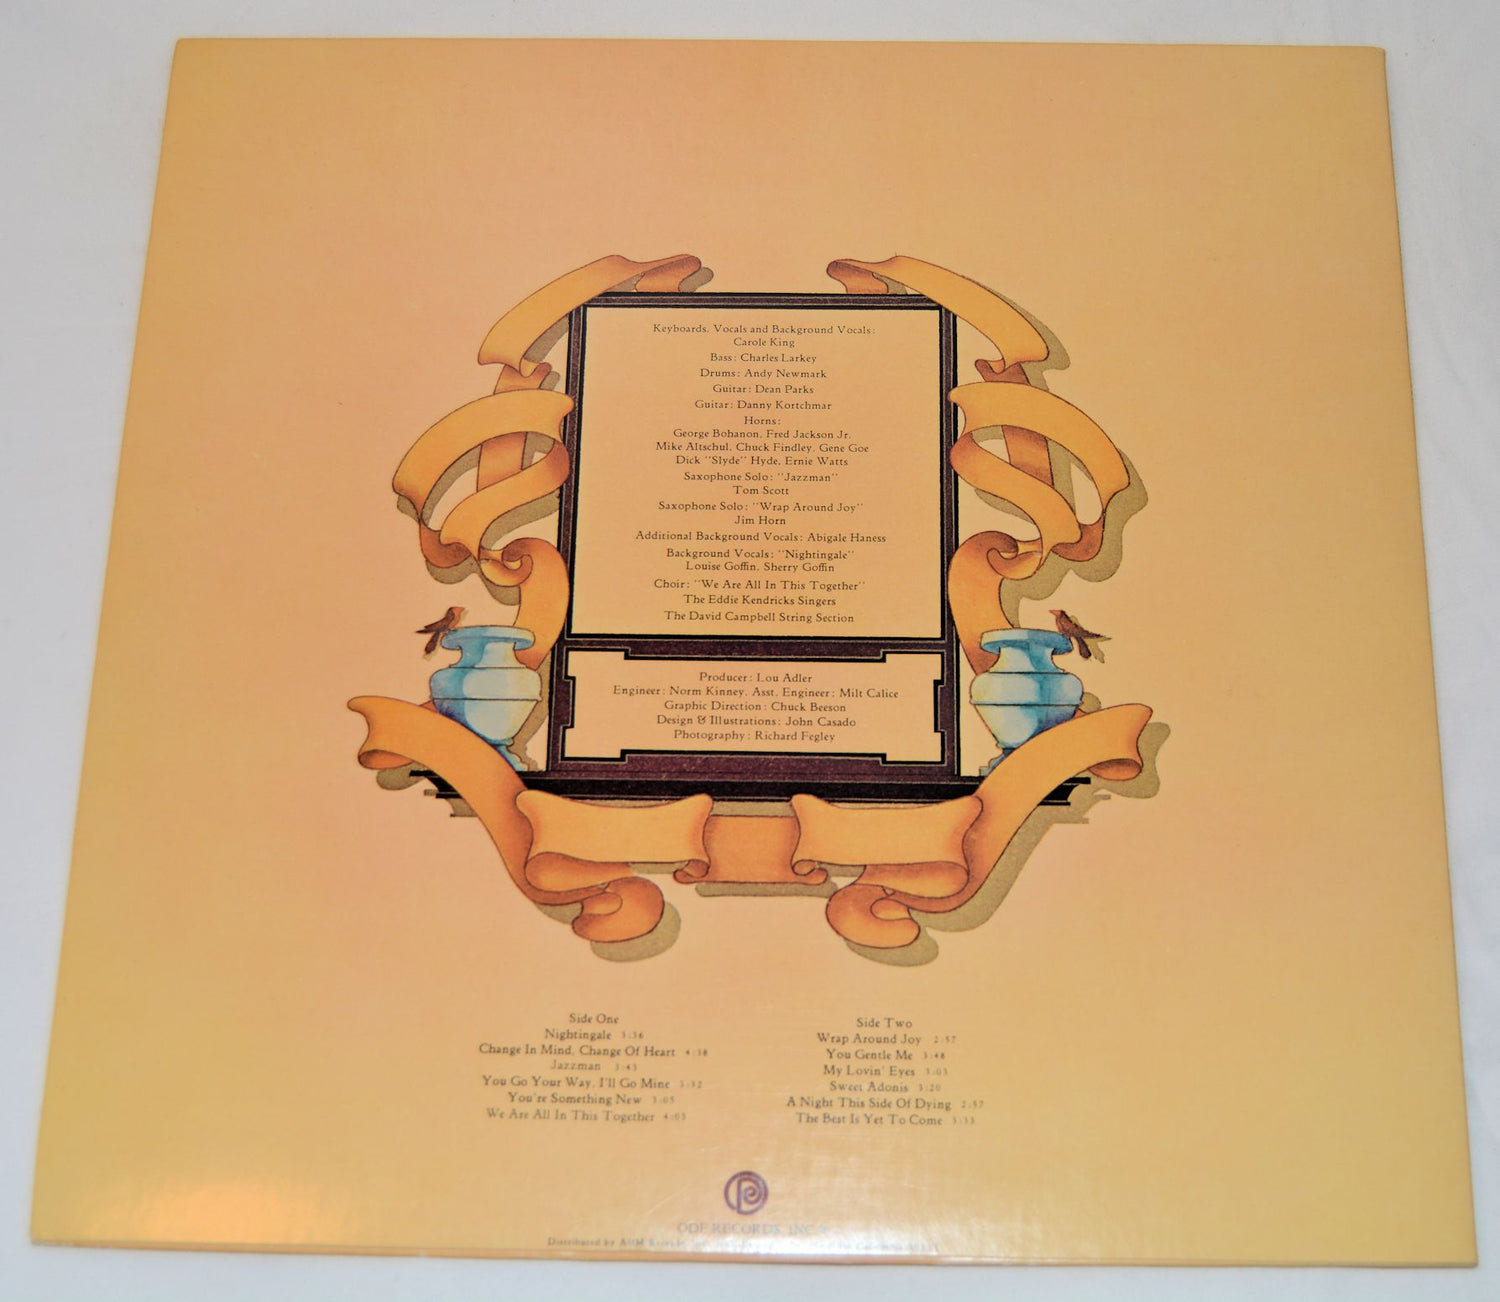 Keyboards, Vocals and Background Vocals:
Carole King
Bass: Charles Larkey
Drums: Andy Newmark
Guitar: Dean Parks
Guitar: Danny Kortchmar
Horns:
George Bohanon, Fred Jackson Jr.
Mike Altschul, Chuck Findley, Gene Goe
Dick "Slyde" Hyde, Ernie Watts
Saxophone Solo: "Jazzman"
Tom Scott
Saxophone Solo: "Wrap Around Joy"
Jim Horn
Additional Background Vocals: Abigale Haness
Background Vocals: "Nightingale"
Louise Goffin, Sherry Goffin
Choir: "We Are All In This Together"
The Eddie Kendricks Singers
The David Campbell String Section
Producer: Lou Adler
Engineer: Norm Kinney, Asst. Engineer: Milt Calice
Graphic Direction: Chuck Beeson
Design & Illustrations: John Casado
Photography: Richard Fegley
Side One
Nightingale 3:36
Change In Mind, Change Of Heart 4:38
Jazzman 3:43
You Go Your Way, I'll Go Mine 3:32
You're Something New 3:05
We Are All In This Together 4:03
Side Two
Wrap Around Joy 2:57
You Gentle Me 3:48
My Lovin' Eyes 3:03
Sweet Adonis 3:20
A Night This Side Of Dying 2:57
The Best Is Yet To Come 3:33
ODE RECORDS, INC.
Distributed by A&M